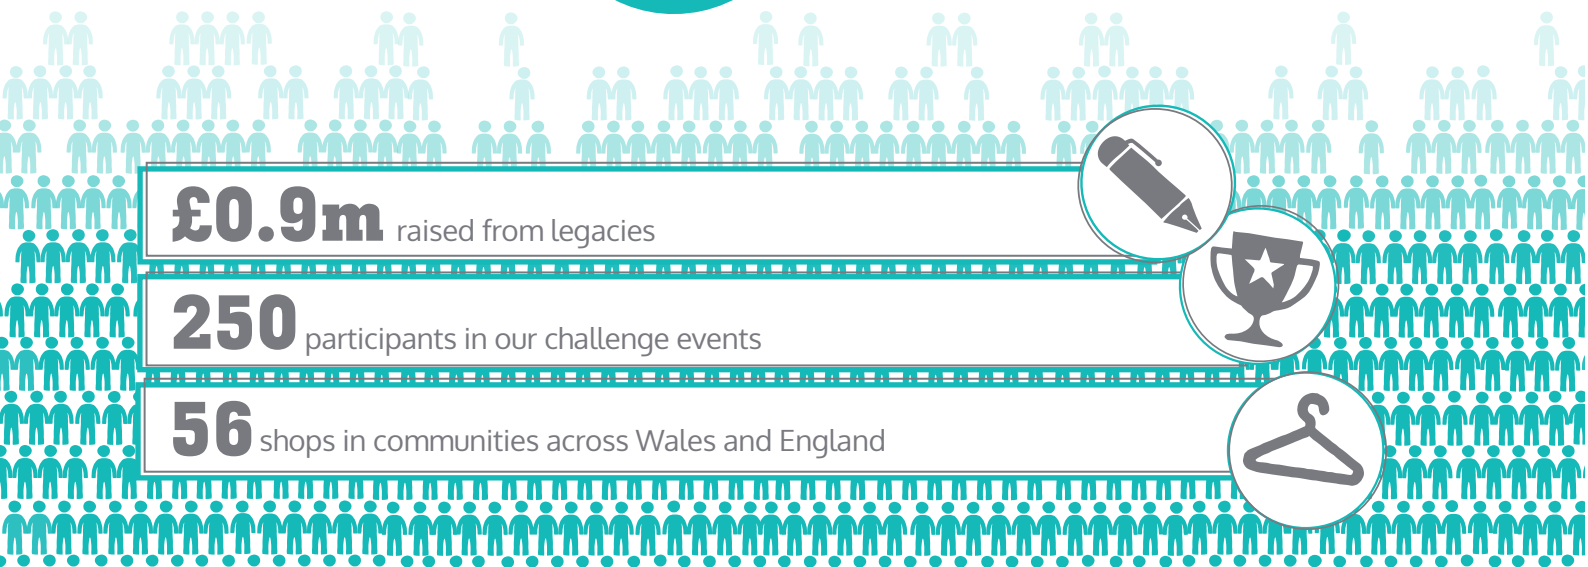 £0.9m raised from legacies
250 participants in our challenge events
56 shops in communities across Wales and England